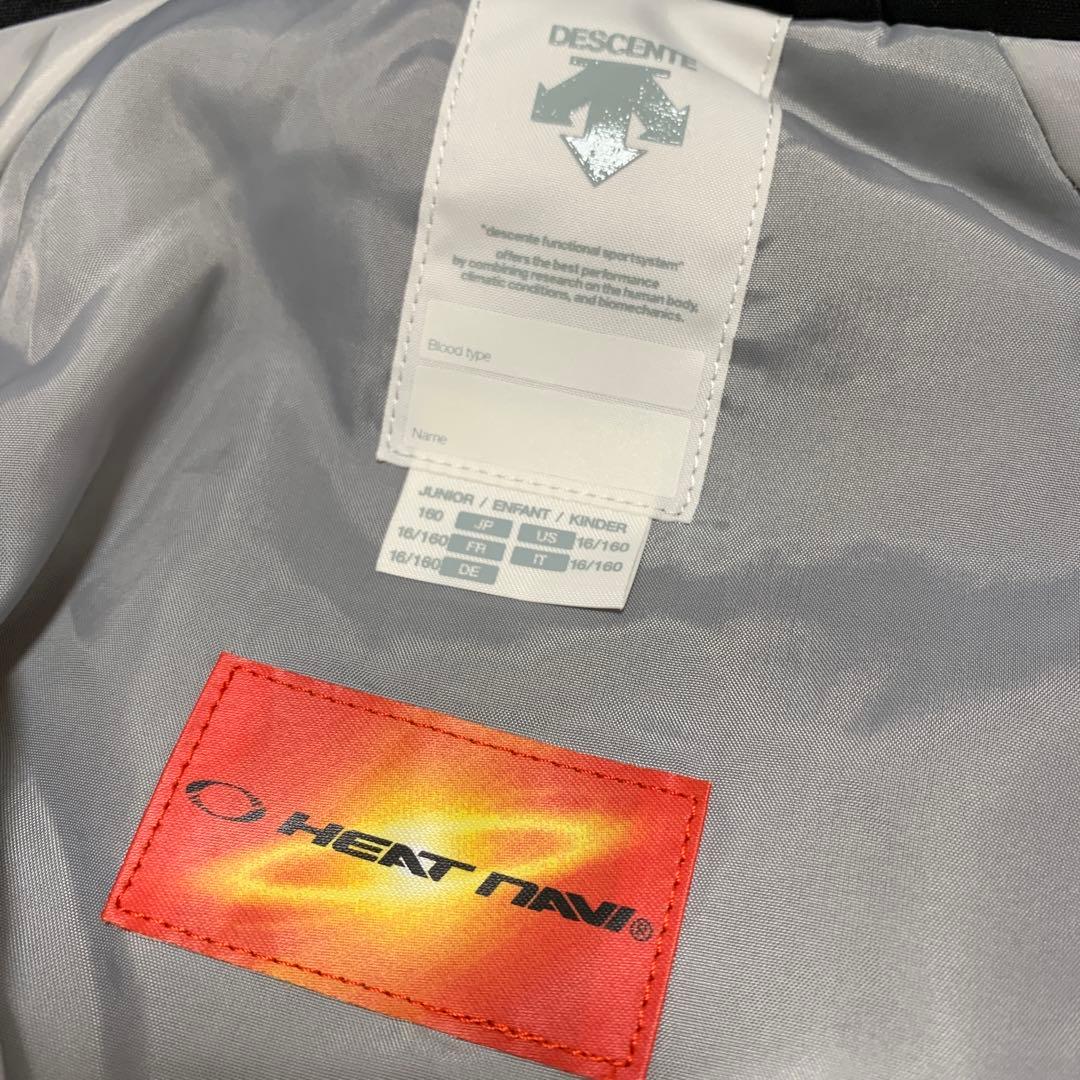 DESCENTE
"descente functional sportsystem"
offers the best performance
by combining research on the human body,
climatic conditions, and biomechanics.
Blood type
Name
JUNIOR / ENFANT / KINDER
160 JP US 16/160
16/160 FR IT 16/160
16/160 DE
HEAT NAVI®